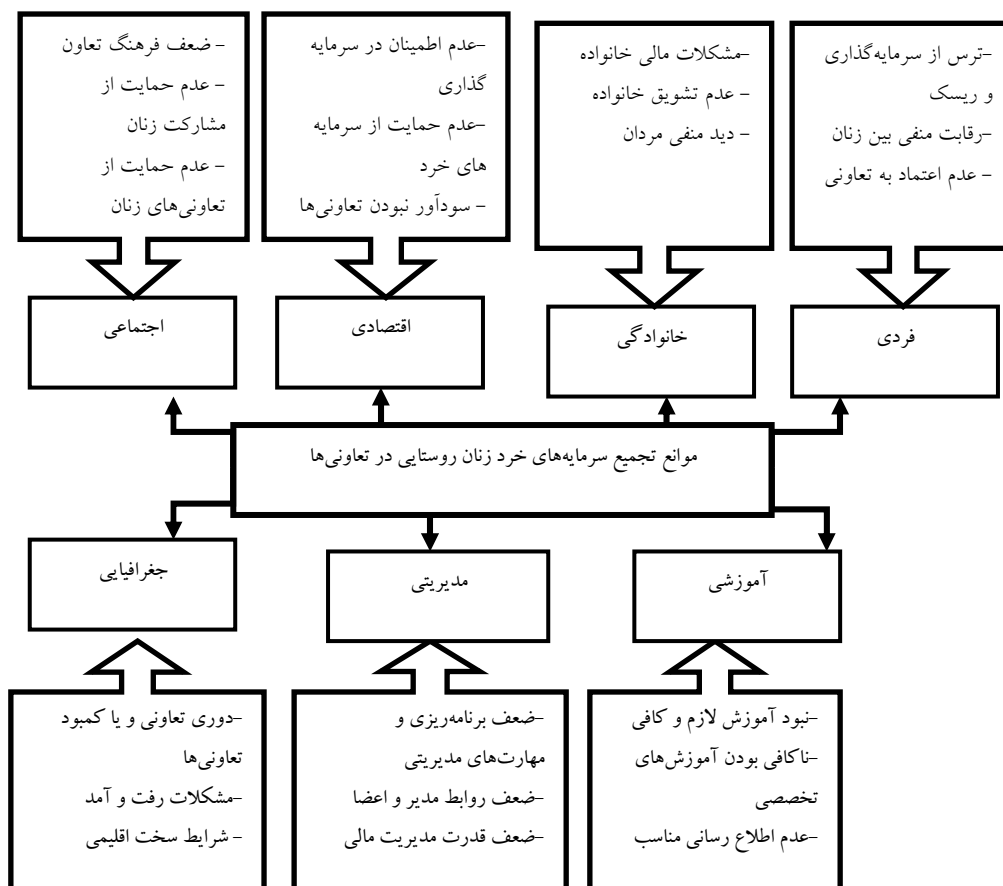 -ترس از سرمایه‌گذاری
و ریسک
-رقابت منفی بین زنان
- عدم اعتماد به تعاونی
-مشکلات مالی خانواده
- عدم تشویق خانواده
- دید منفی مردان
-عدم اطمینان در سرمایه
گذاری
-عدم حمایت از سرمایه
های خرد
- سودآور نبودن تعاونی‌ها
- ضعف فرهنگ تعاون
- عدم حمایت از
مشارکت زنان
- عدم حمایت از
تعاونی‌های زنان
فردی
خانوادگی
اقتصادی
اجتماعی
موانع تجمیع سرمایه‌های خرد زنان روستایی در تعاونی‌ها
آموزشی
مدیریتی
جغرافیایی
-نبود آموزش لازم و کافی
-ناکافی بودن آموزش‌های
تخصصی
-عدم اطلاع رسانی مناسب
-ضعف برنامه‌ریزی و
مهارت‌های مدیریتی
-ضعف روابط مدیر و اعضا
-ضعف قدرت مدیریت مالی
-دوری تعاونی و یا کمبود
تعاونی‌ها
-مشکلات رفت و آمد
- شرایط سخت اقلیمی